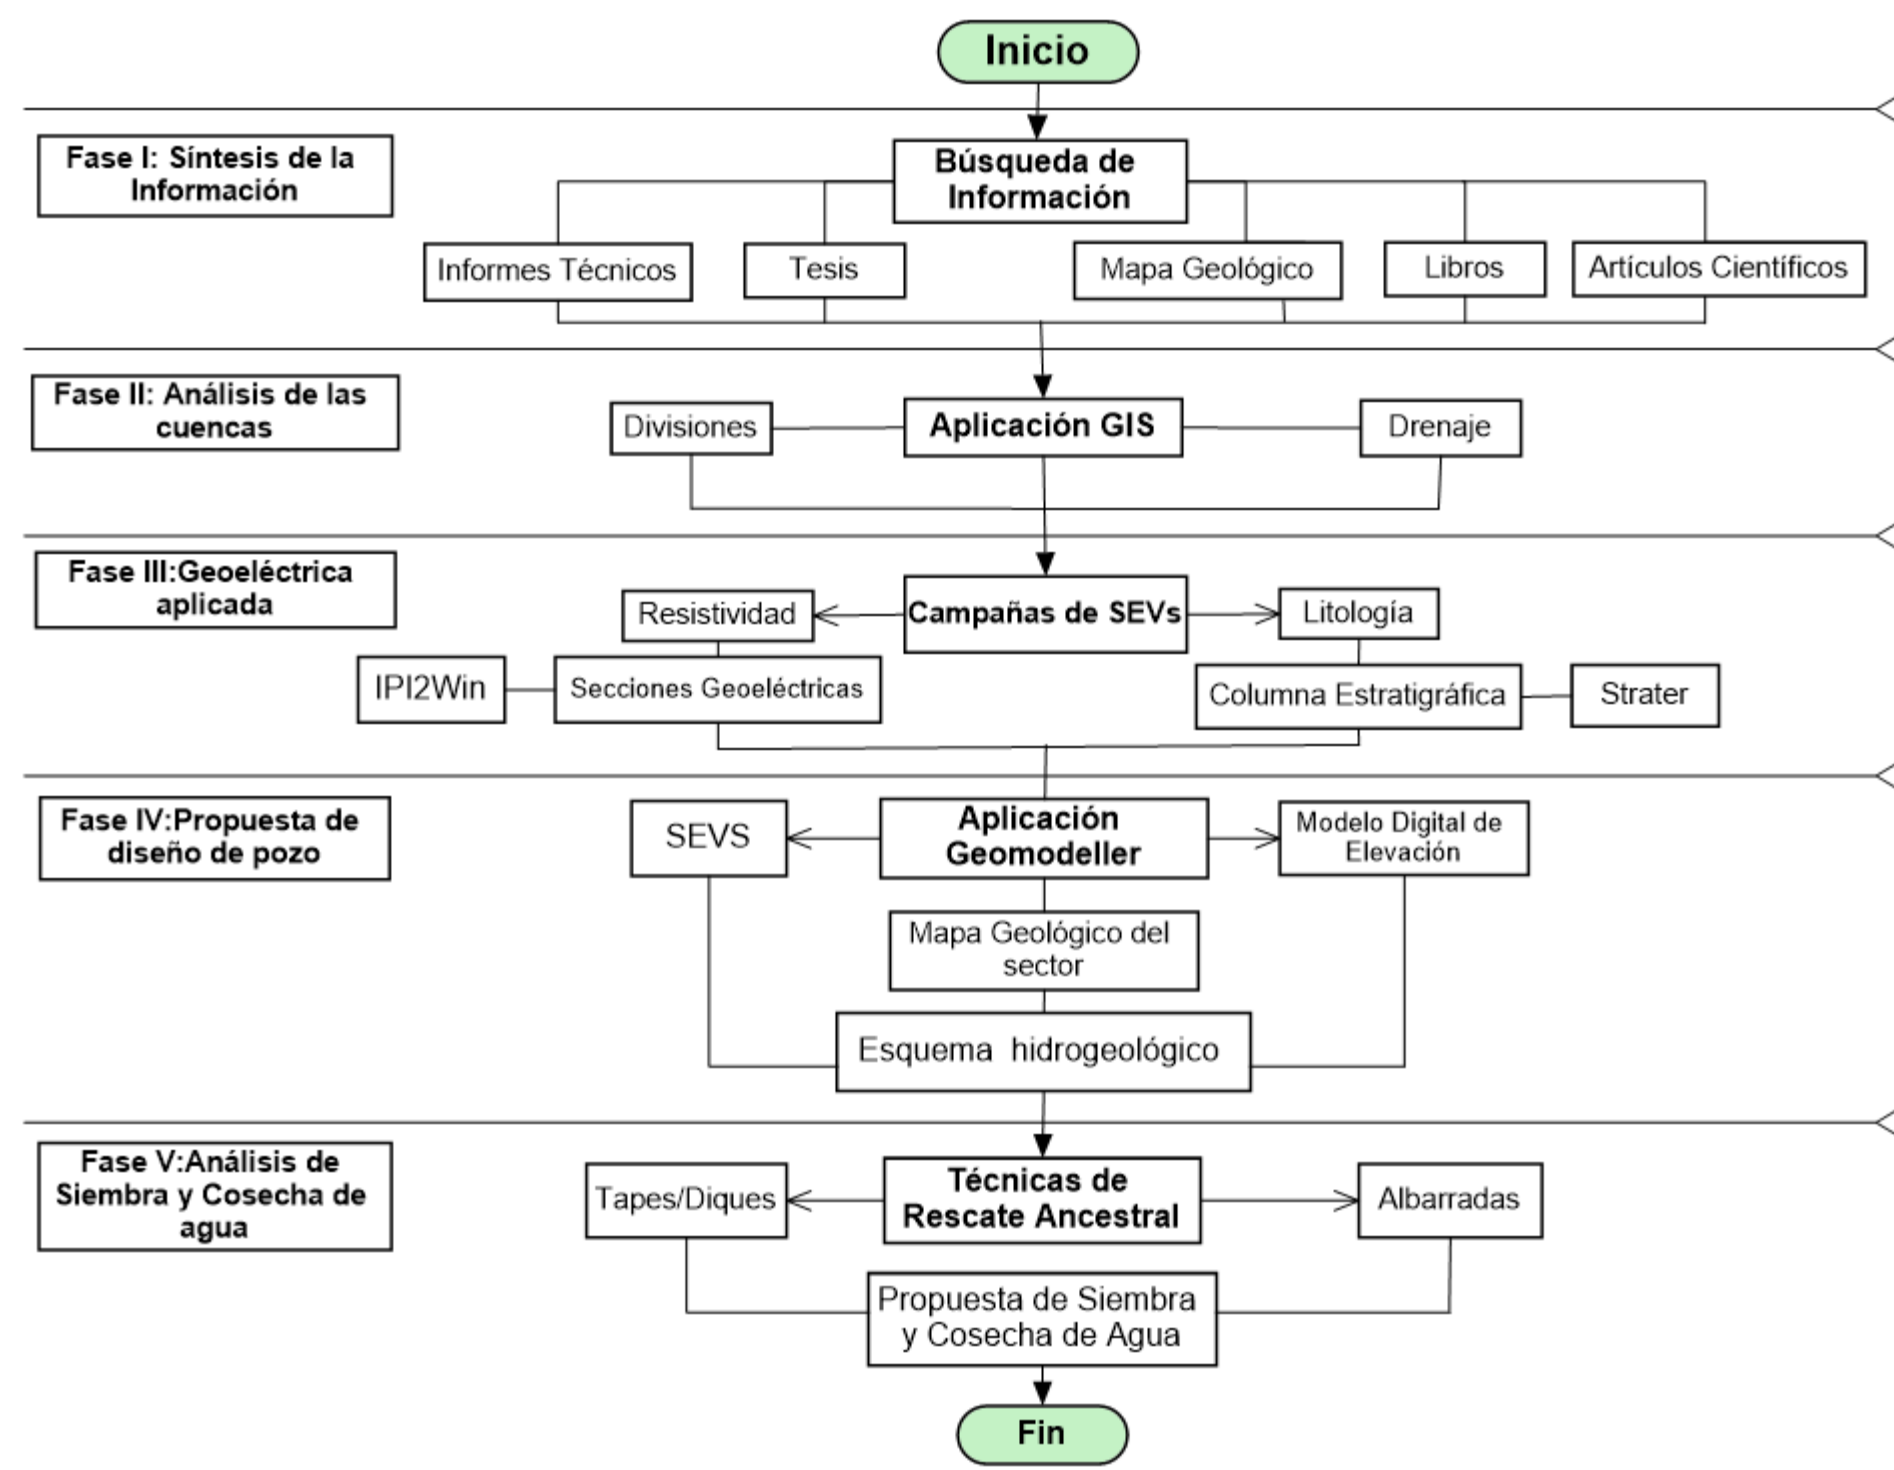 Inicio
Fase I: Síntesis de la
Información
Búsqueda de
Información
Informes Técnicos
Tesis
Mapa Geológico
Libros
Artículos Científicos
Fase II: Análisis de las
cuencas
Divisiones
Aplicación GIS
Drenaje
Fase III:Geoeléctrica
aplicada
Resistividad
Campañas de SEVs
Litología
IPI2Win
Secciones Geoeléctricas
Columna Estratigráfica
Strater
Fase IV:Propuesta de
diseño de pozo
SEVS
Aplicación
Geomodeller
Modelo Digital de
Elevación
Mapa Geológico del
sector
Esquema hidrogeológico
Fase V:Análisis de
Siembra y Cosecha de
agua
Tapes/Diques
Técnicas de
Rescate Ancestral
Albarradas
Propuesta de Siembra
y Cosecha de Agua
Fin